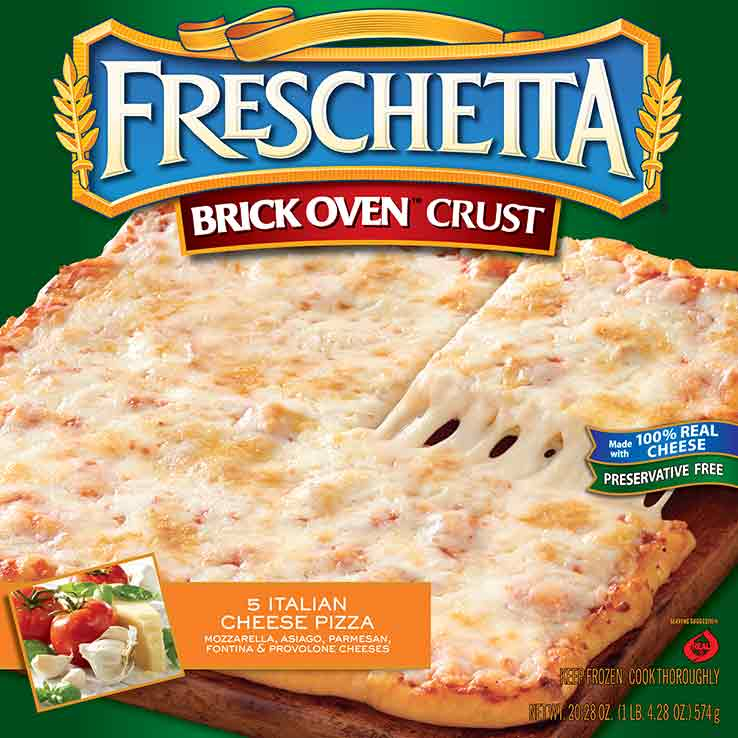 FRESCHETTA
BRICK OVEN™ CRUST
Made with 100% REAL CHEESE
PRESERVATIVE FREE
5 ITALIAN
CHEESE PIZZA
MOZZARELLA, ASIAGO, PARMESAN,
FONTINA & PROVOLONE CHEESES
SERVING SUGGESTION
REAL
KEEP FROZEN. COOK THOROUGHLY
NET WT. 20.28 OZ. (1 LB. 4.28 OZ.) 574 g